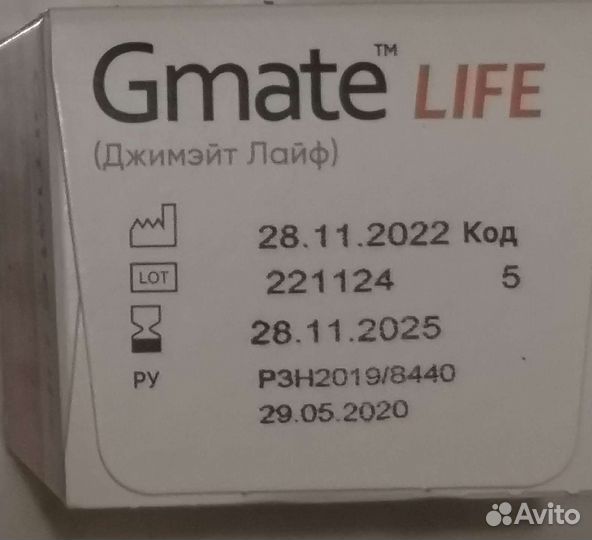 Gmate™ LIFE
(Джимэйт Лайф)
28.11.2022 Код
LOT 221124 5
28.11.2025
РУ РЗН2019/8440
29.05.2020
Avito